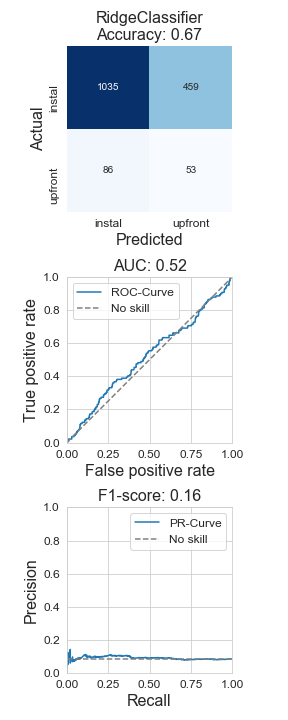 RidgeClassifier
Accuracy: 0.67
Actual
instal
upfront
1035
459
86
53
instal
upfront
Predicted
AUC: 0.52
True positive rate
1.0
0.8
0.6
0.4
0.2
0.0
ROC-Curve
No skill
0.00 0.25 0.50 0.75 1.00
False positive rate
F1-score: 0.16
Precision
1.0
0.8
0.6
0.4
0.2
0.0
PR-Curve
No skill
0.00 0.25 0.50 0.75 1.00
Recall